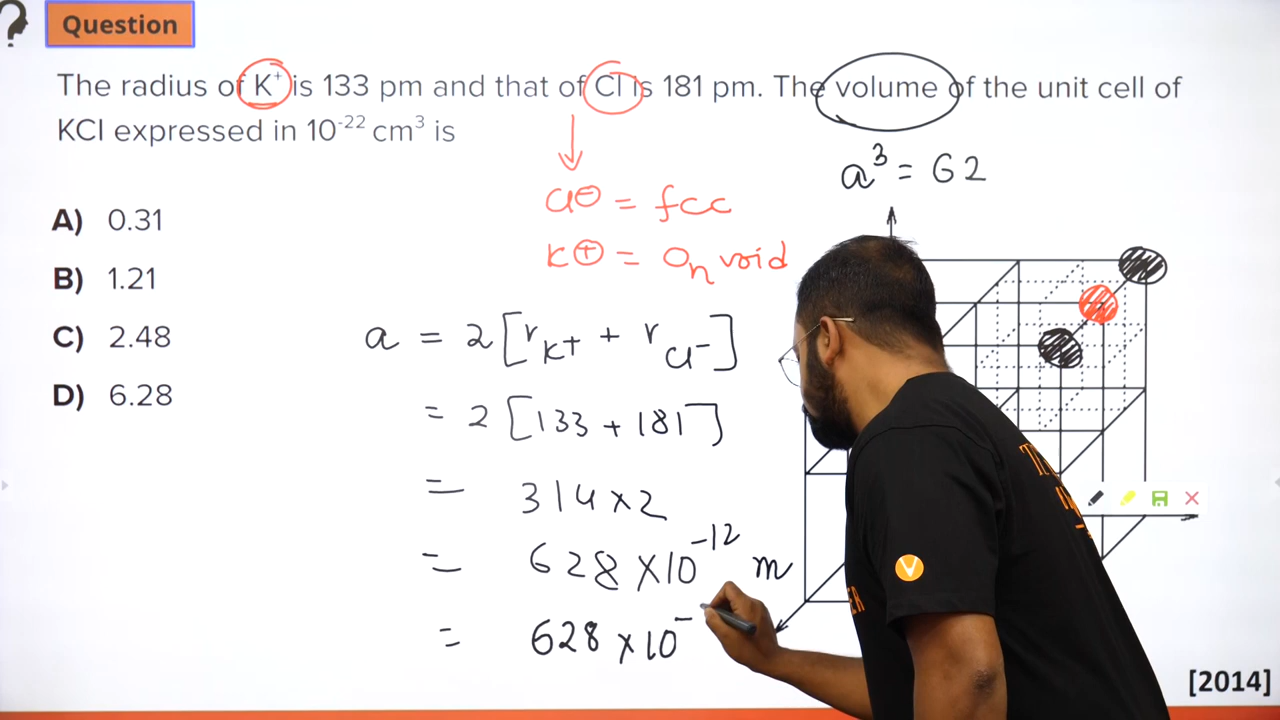 ?
Question
The radius of K⁺ is 133 pm and that of Cl is 181 pm. The volume of the unit cell of
KCl expressed in 10⁻²² cm³ is
a³ = 62
A) 0.31
B) 1.21
C) 2.48
D) 6.28
Cl⊖ = fcc
K⊕ = Oh void
a = 2[rK+ + rCl-]
= 2 [133 + 181]
= 314×2
= 628 ×10⁻¹² m
= 628 ×10⁻
V
[2014]